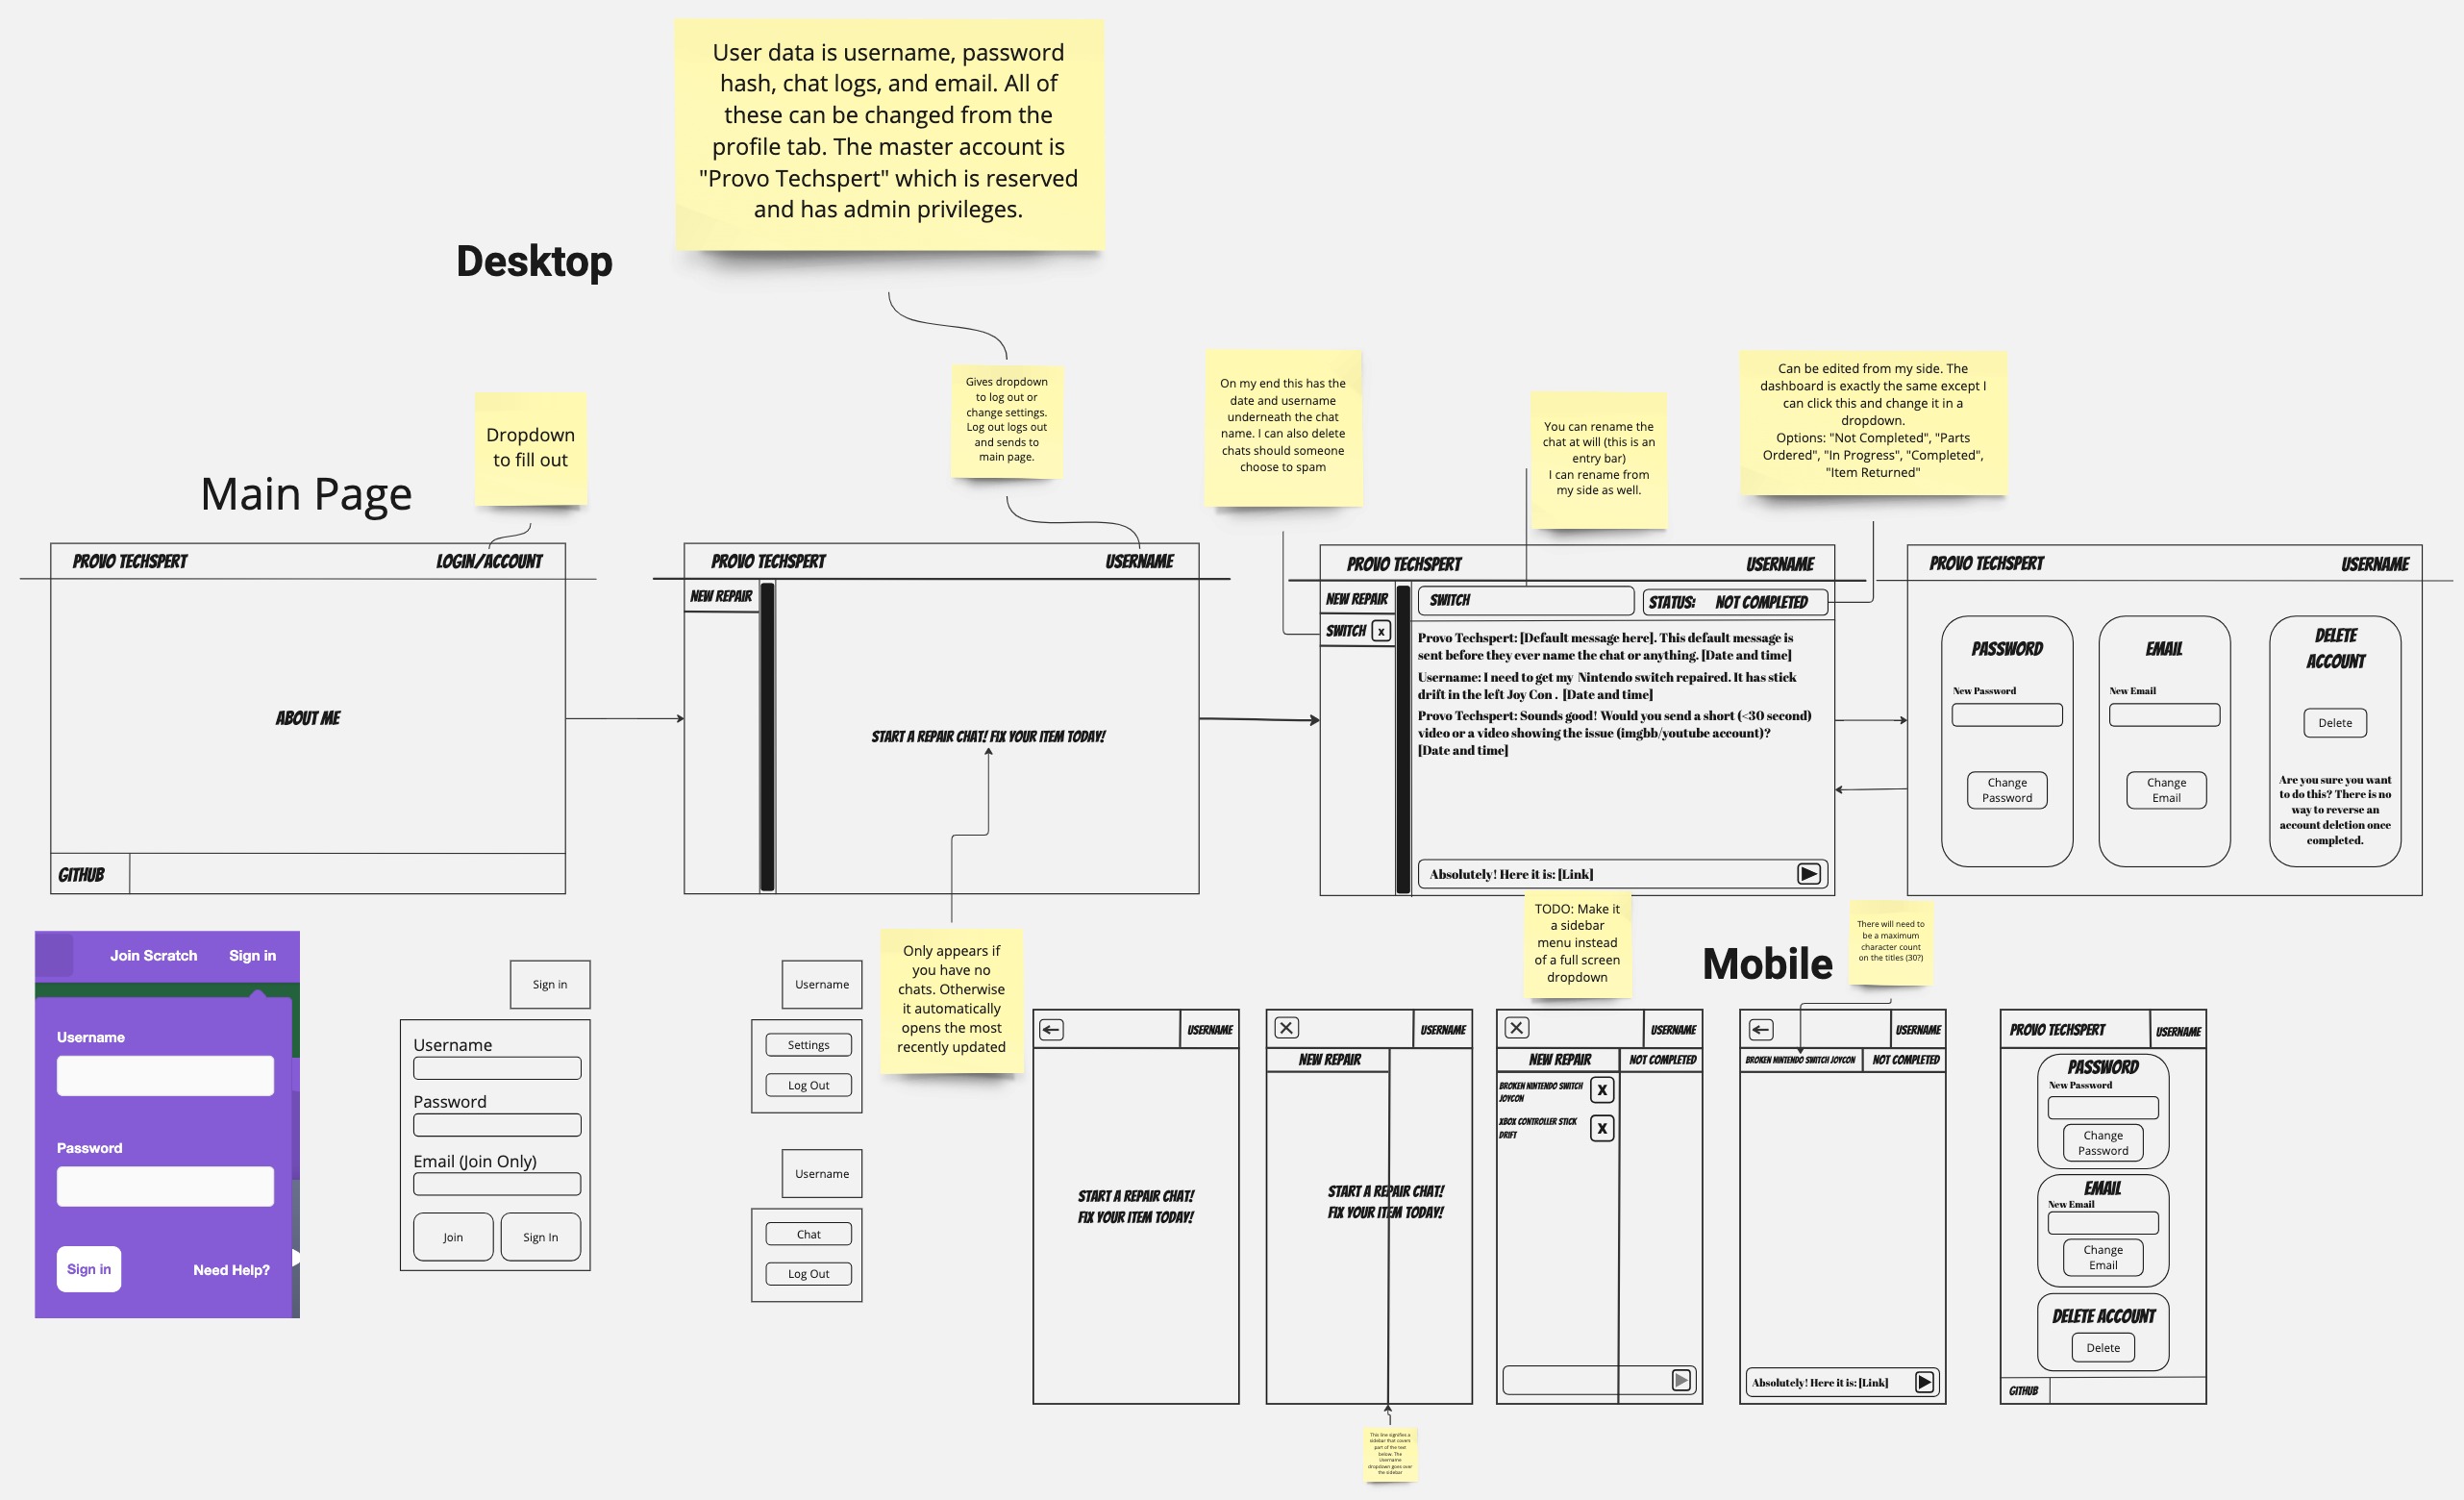 User data is username, password
hash, chat logs, and email. All of
these can be changed from the
profile tab. The master account is
"Provo Techspert" which is reserved
and has admin privileges.
Desktop
Main Page
Dropdown
to fill out
Gives dropdown
to log out or
change settings.
Log out logs out
and sends to
main page.
On my end this has the
date and username
underneath the chat
name. I can also delete
chats should someone
choose to spam
You can rename the
chat at will (this is an
entry bar)
I can rename from
my side as well.
Can be edited from my side. The
dashboard is exactly the same except I
can click this and change it in a
dropdown.
Options: "Not Completed", "Parts
Ordered", "In Progress", "Completed",
"Item Returned"
PROVO TECHSPERT
LOGIN/ACCOUNT
ABOUT ME
GITHUB
PROVO TECHSPERT
USERNAME
NEW REPAIR
START A REPAIR CHAT! FIX YOUR ITEM TODAY!
PROVO TECHSPERT
USERNAME
NEW REPAIR
SWITCH
x
SWITCH
STATUS: NOT COMPLETED
Provo Techspert: [Default message here]. This default message is
sent before they ever name the chat or anything. [Date and time]
Username: I need to get my Nintendo switch repaired. It has stick
drift in the left Joy Con . [Date and time]
Provo Techspert: Sounds good! Would you send a short (<30 second)
video or a video showing the issue (imgbb/youtube account)?
[Date and time]
Absolutely! Here it is: [Link]
PROVO TECHSPERT
USERNAME
PASSWORD
New Password
Change
Password
EMAIL
New Email
Change
Email
DELETE
ACCOUNT
Delete
Are you sure you want
to do this? There is no
way to reverse an
account deletion once
completed.
Join Scratch
Sign in
Username
Password
Sign in
Need Help?
Sign in
Username
Password
Email (Join Only)
Join
Sign In
Username
Settings
Log Out
Username
Chat
Log Out
Only appears if
you have no
chats. Otherwise
it automatically
opens the most
recently updated
TODO: Make it
a sidebar
menu instead
of a full screen
dropdown
Mobile
There will need to
be a maximum
character count
on the titles (30?)
USERNAME
START A REPAIR CHAT!
FIX YOUR ITEM TODAY!
USERNAME
NEW REPAIR
START A REPAIR CHAT!
FIX YOUR ITEM TODAY!
This line signifies a
sidebar that covers
part of the text
below. The
Username
dropdown goes over
the sidebar
USERNAME
NEW REPAIR
NOT COMPLETED
BROKEN NINTENDO SWITCH
JOYCON
X
XBOX CONTROLLER STICK
DRIFT
X
USERNAME
BROKEN NINTENDO SWITCH JOYCON
NOT COMPLETED
Absolutely! Here it is: [Link]
PROVO TECHSPERT
USERNAME
PASSWORD
New Password
Change
Password
EMAIL
New Email
Change
Email
DELETE ACCOUNT
Delete
GITHUB